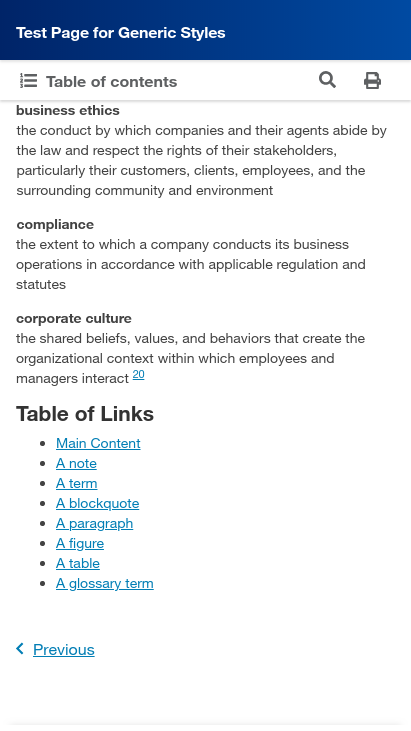 Test Page for Generic Styles
Table of contents
business ethics
the conduct by which companies and their agents abide by
the law and respect the rights of their stakeholders,
particularly their customers, clients, employees, and the
surrounding community and environment
compliance
the extent to which a company conducts its business
operations in accordance with applicable regulation and
statutes
corporate culture
the shared beliefs, values, and behaviors that create the
organizational context within which employees and
managers interact 20
Table of Links
Main Content
A note
A term
A blockquote
A paragraph
A figure
A table
A glossary term
Previous